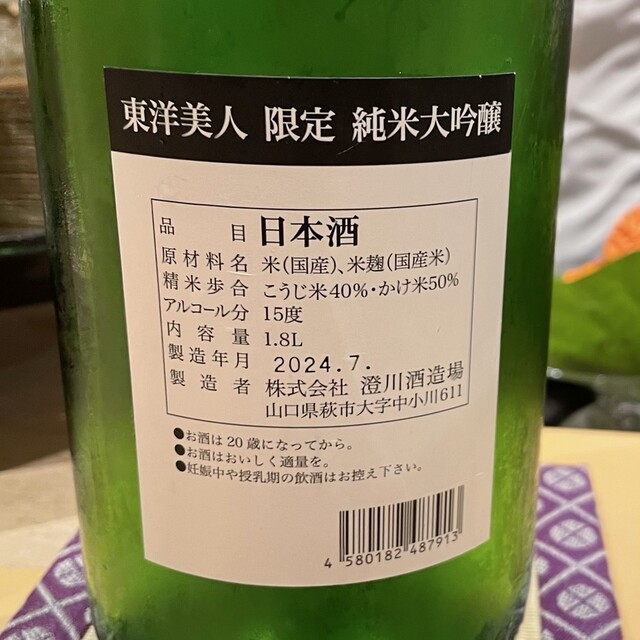 東洋美人 限定 純米大吟醸
品目 日本酒
原材料名 米(国産)、米麹(国産米)
精米歩合 こうじ米40%・かけ米50%
アルコール分 15度
内容量 1.8L
製造年月 2024.7.
製造者 株式会社 澄川酒造場
山口県萩市大字中小川611
●お酒は20歳になってから。
●お酒はおいしく適量を。
●妊娠中や授乳期の飲酒はお控え下さい。
4 580182 487913